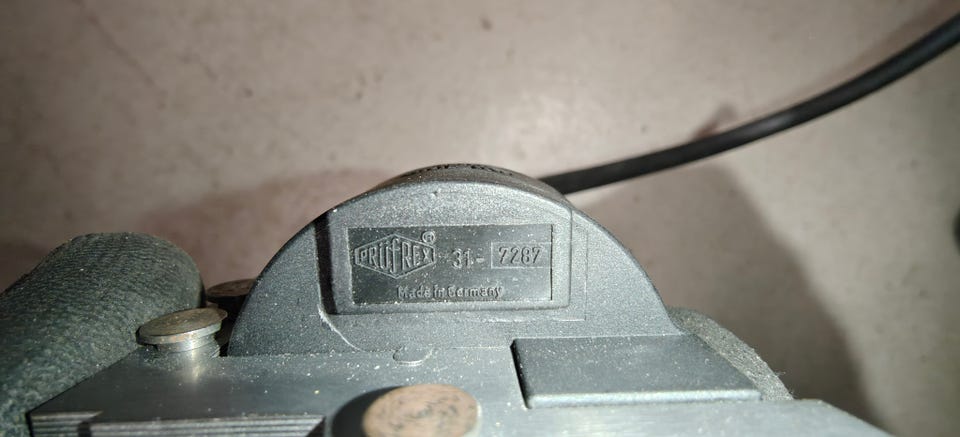 PRÜFREX® 31- 7287
Made in Germany